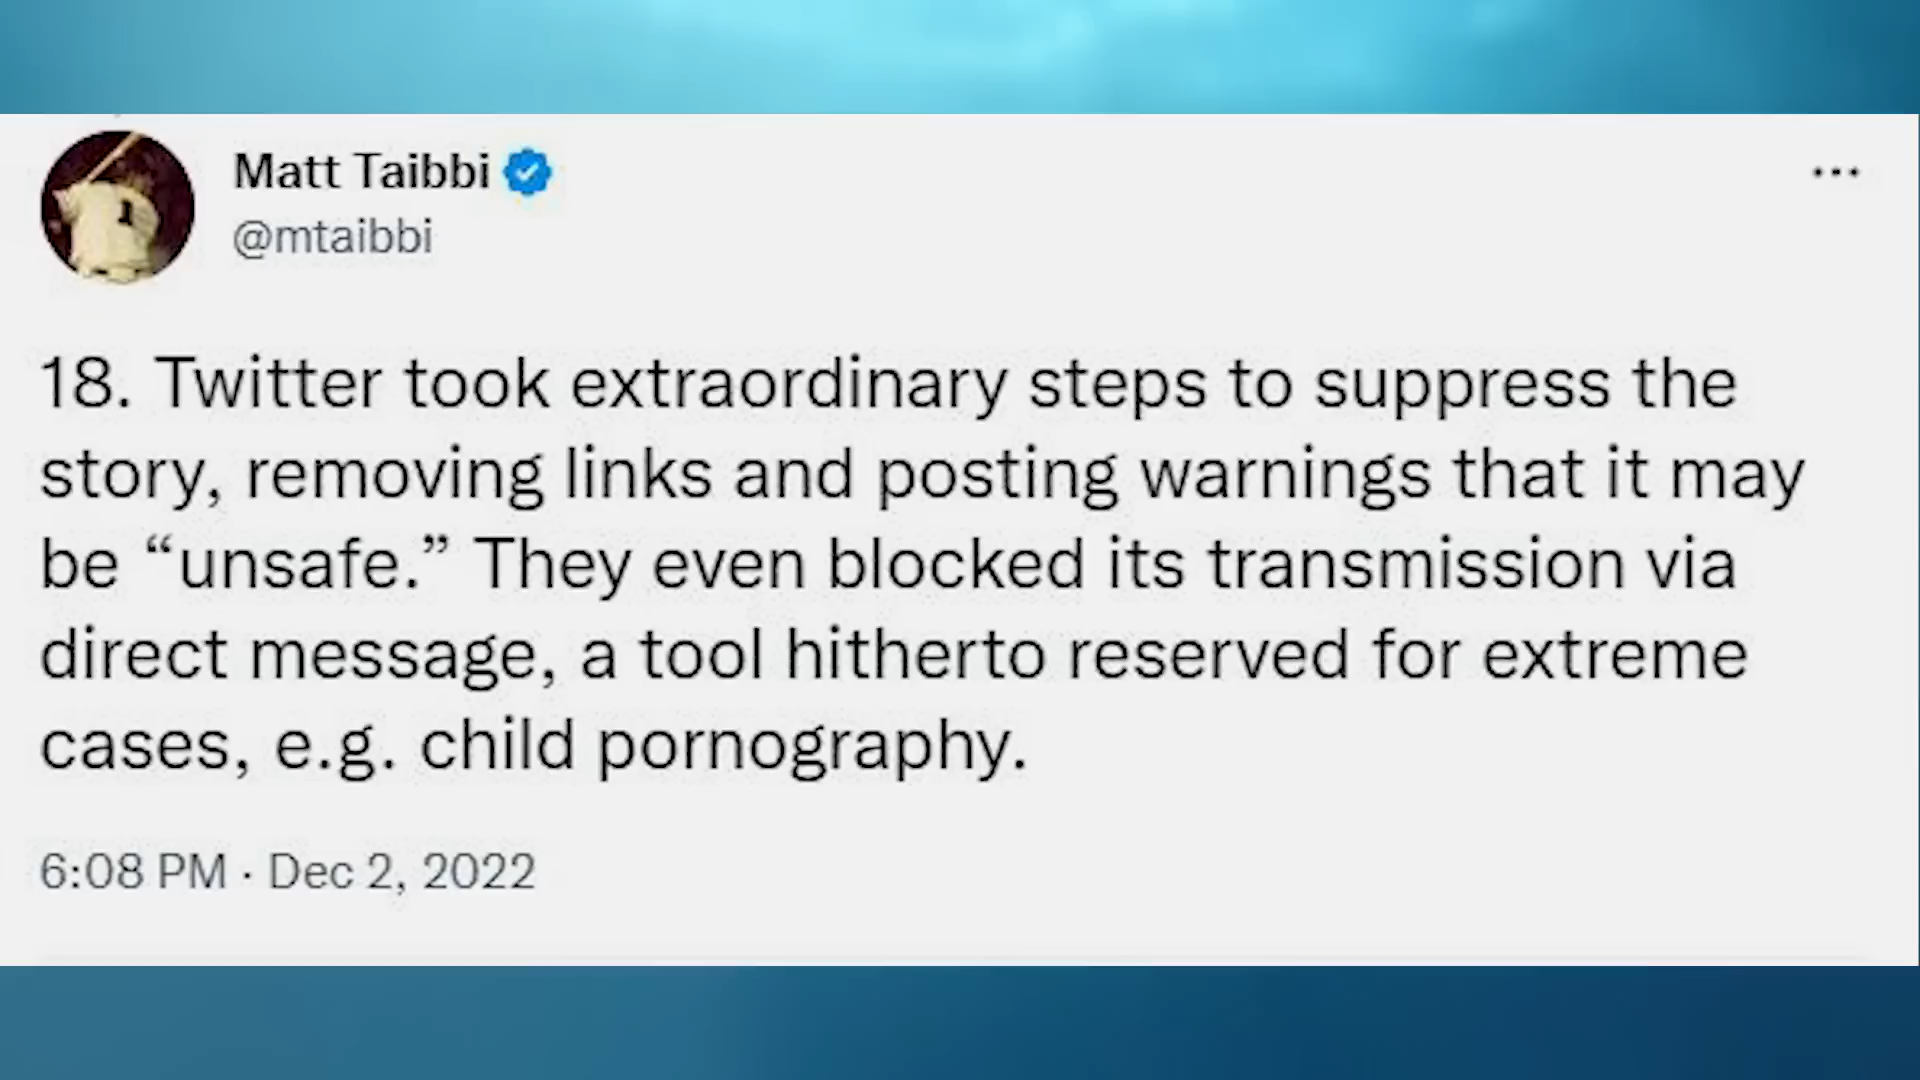 Matt Taibbi
@mtaibbi
18. Twitter took extraordinary steps to suppress the
story, removing links and posting warnings that it may
be “unsafe.” They even blocked its transmission via
direct message, a tool hitherto reserved for extreme
cases, e.g. child pornography.
6:08 PM · Dec 2, 2022